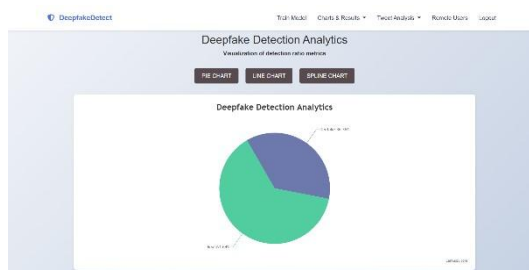 DeepfakeDetect
Train Model Charts & Results Tweet Analysis Remote Users Logout
Deepfake Detection Analytics
Visualization of detection ratio metrics
PIE CHART LINE CHART SPLINE CHART
Deepfake Detection Analytics